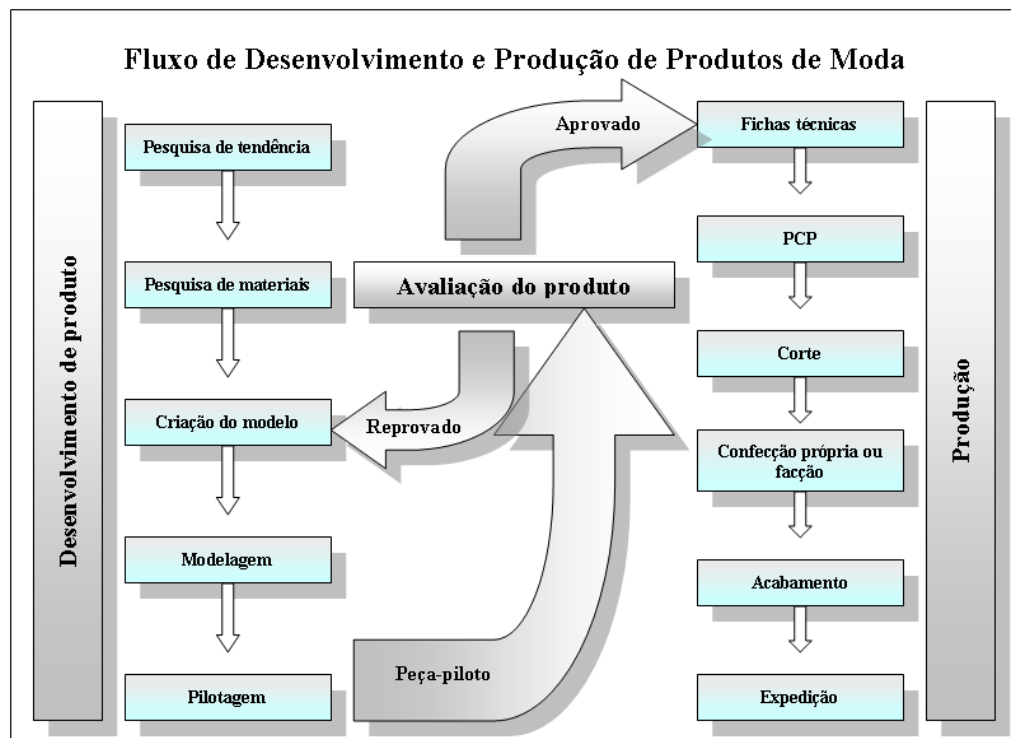 Fluxo de Desenvolvimento e Produção de Produtos de Moda
Desenvolvimento de produto
Pesquisa de tendência
Pesquisa de materiais
Criação do modelo
Modelagem
Pilotagem
Peça-piloto
Avaliação do produto
Reprovado
Aprovado
Fichas técnicas
PCP
Corte
Confecção própria ou
facção
Acabamento
Expedição
Produção